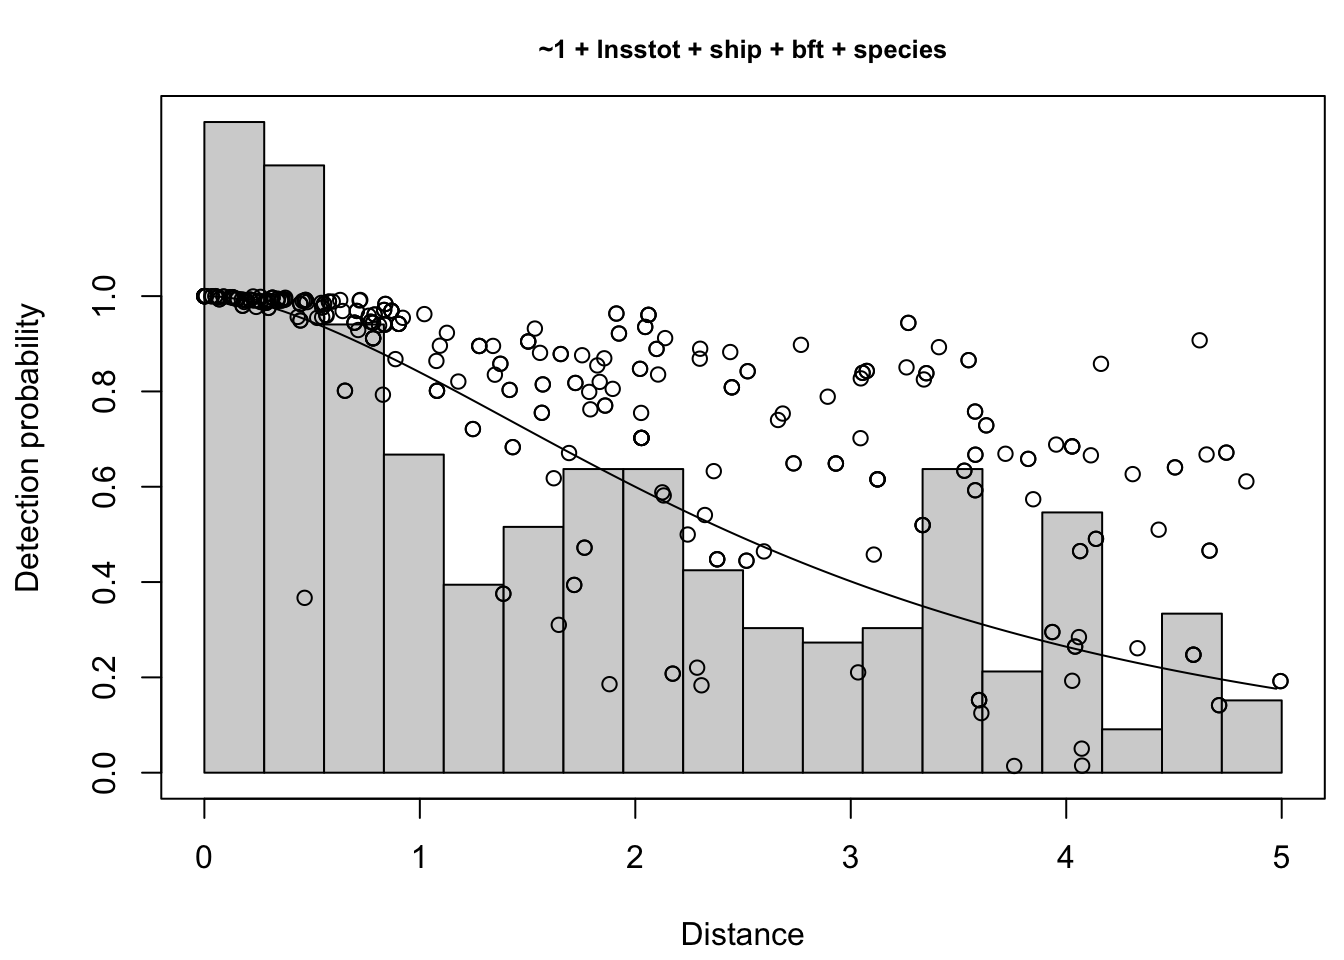 ~1 + lnsstot + ship + bft + species
Detection probability
1.0
0.8
0.6
0.4
0.2
0.0
0 1 2 3 4 5
Distance